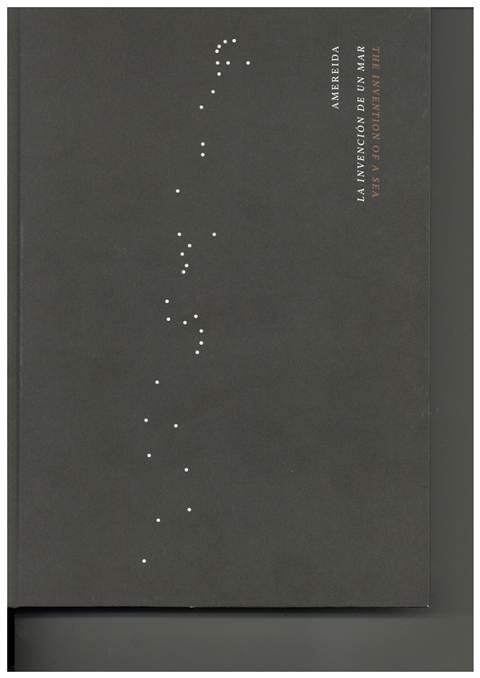 AMEREIDA
LA INVENCIÓN DE UN MAR
THE INVENTION OF A SEA